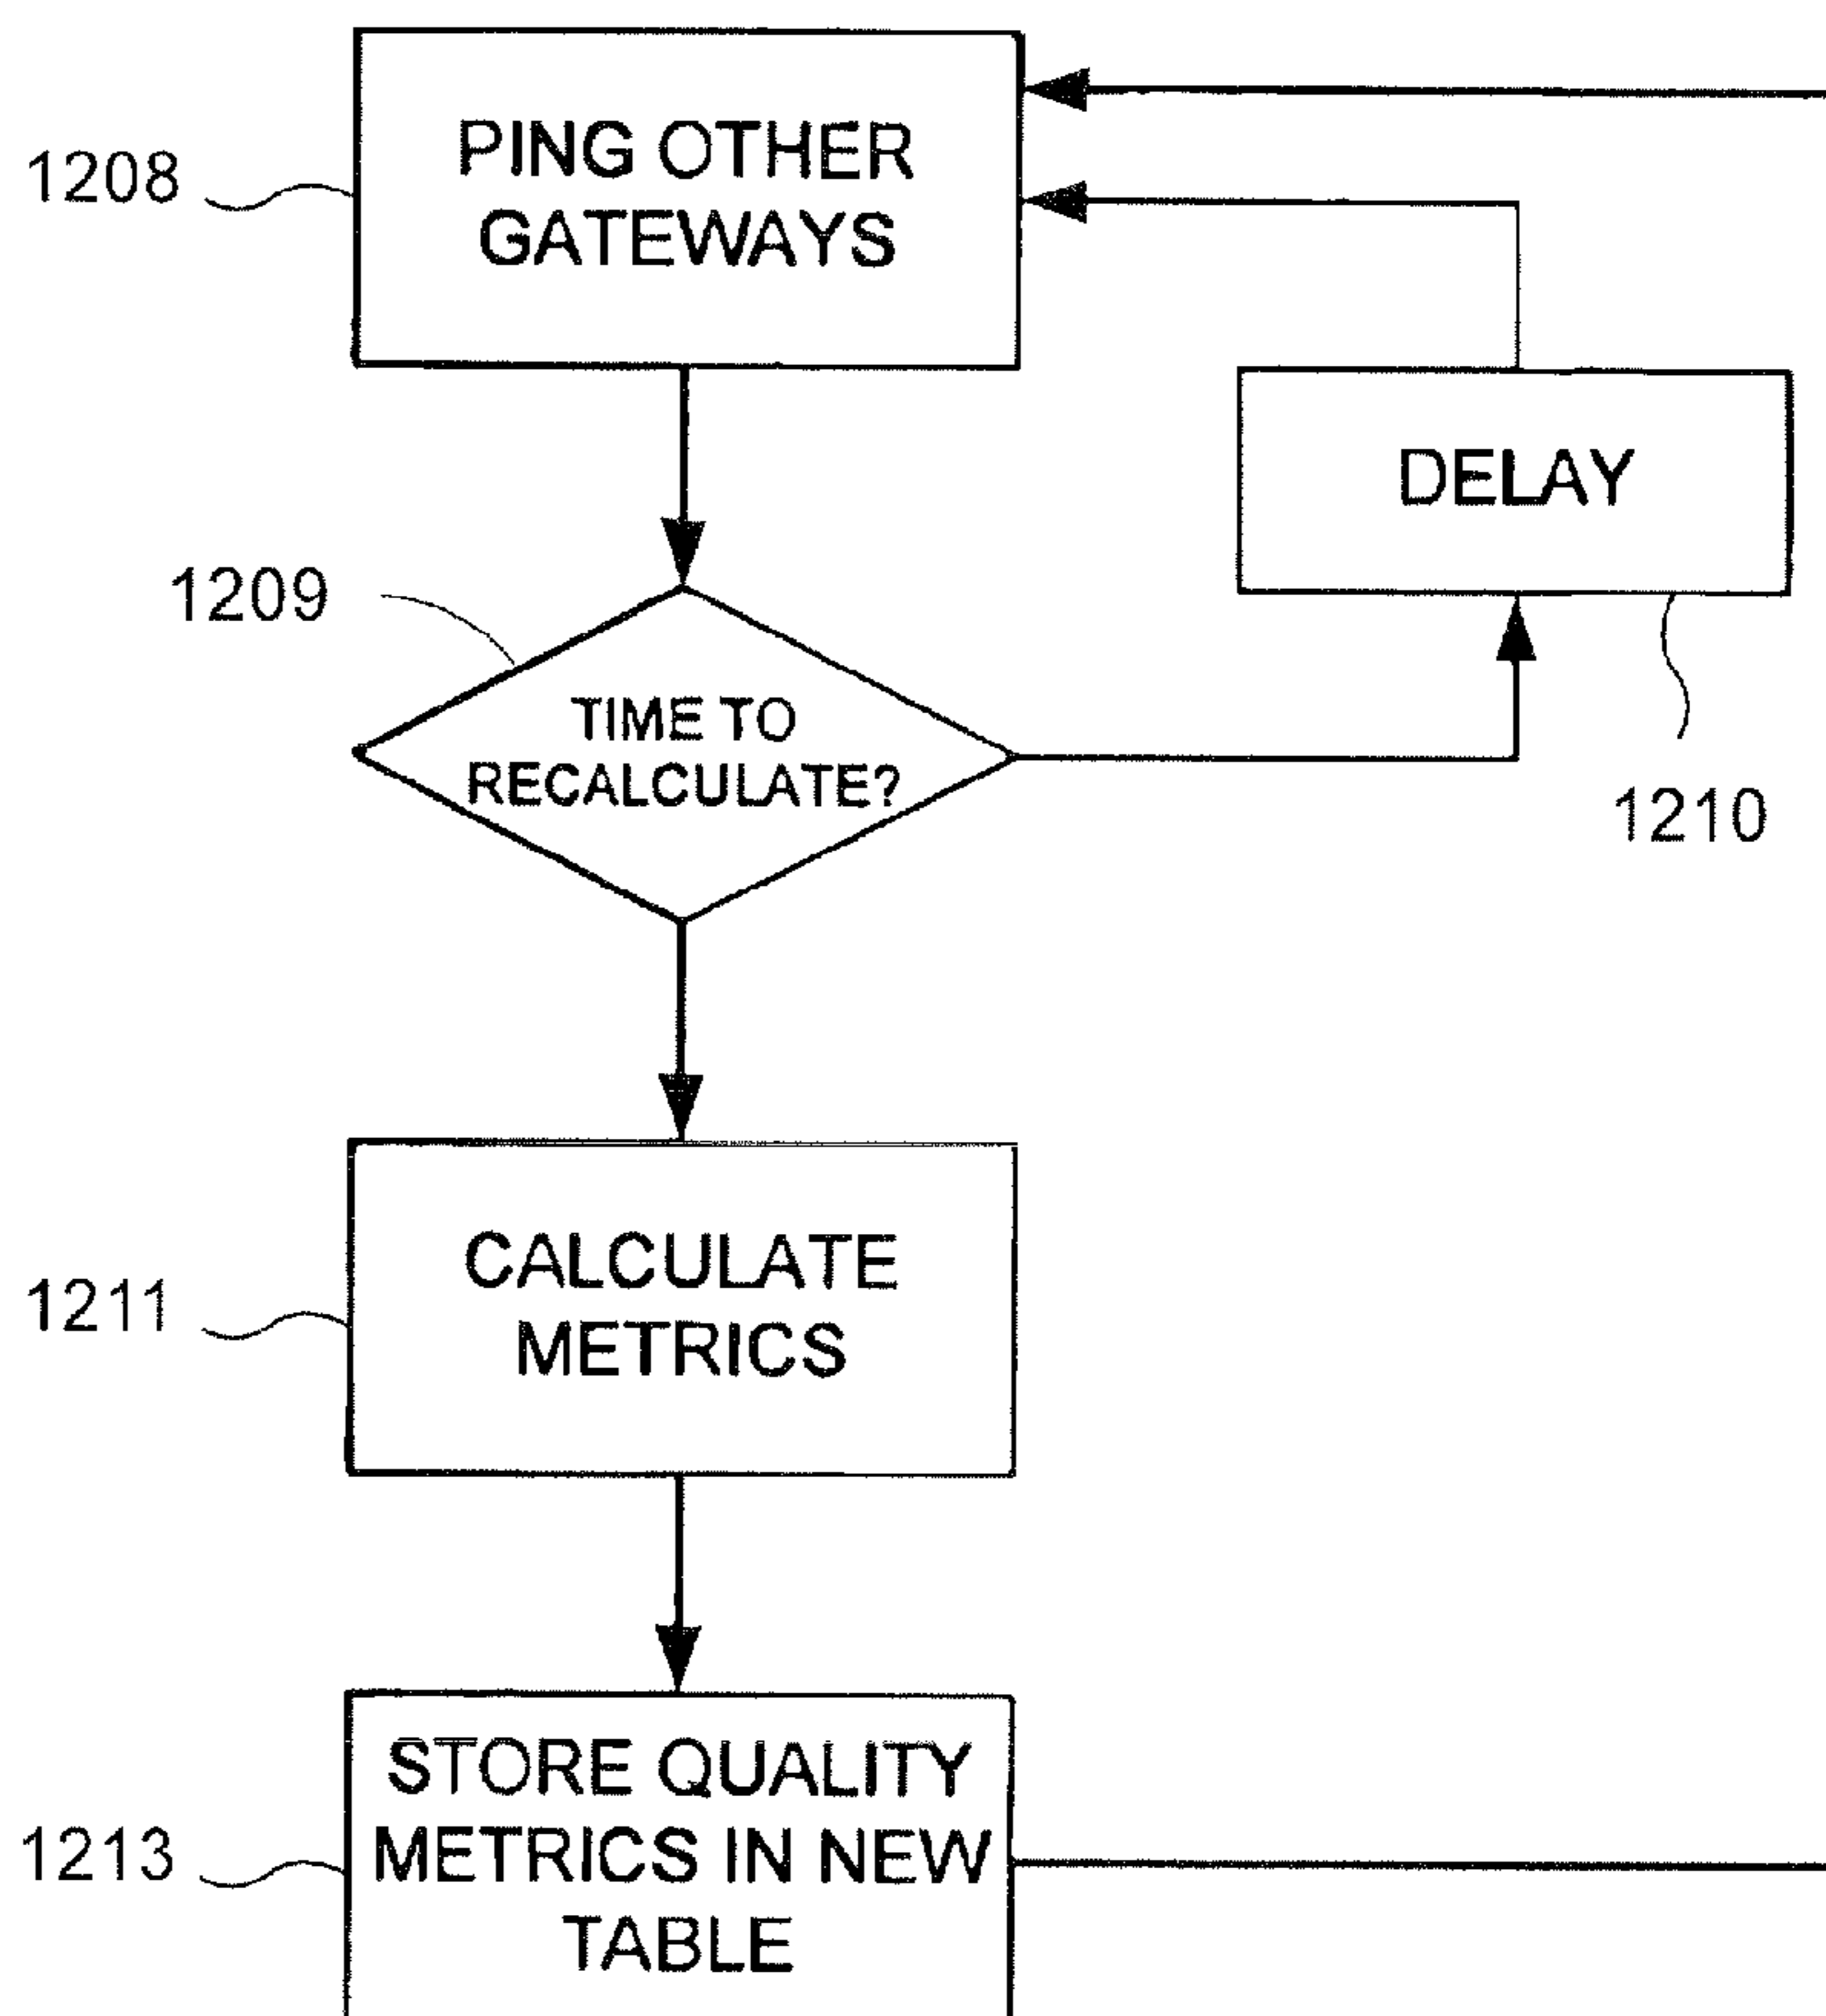 PING OTHER
GATEWAYS
1208
DELAY
1209
TIME TO
RECALCULATE?
1210
CALCULATE
METRICS
1211
STORE QUALITY
METRICS IN NEW
TABLE
1213